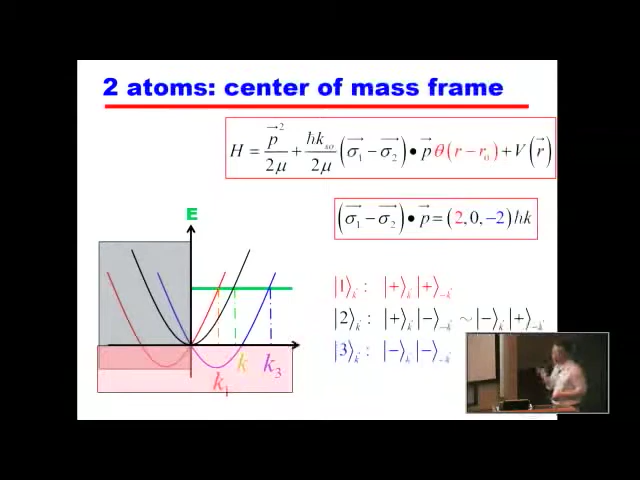 2 atoms: center of mass frame
H = p⃗²/2μ + ħk_so/2μ (σ₁⃗ − σ₂⃗) • p⃗ θ(r − r₀) + V(r⃗)
(σ₁⃗ − σ₂⃗) • p⃗ = (2, 0, −2)ħk
E
|1⟩_k : |+⟩_k |+⟩_−k
|2⟩_k : |+⟩_k |−⟩_−k ~ |−⟩_k |+⟩_−k
|3⟩_k : |−⟩_k |−⟩_−k
k₁ k k₃